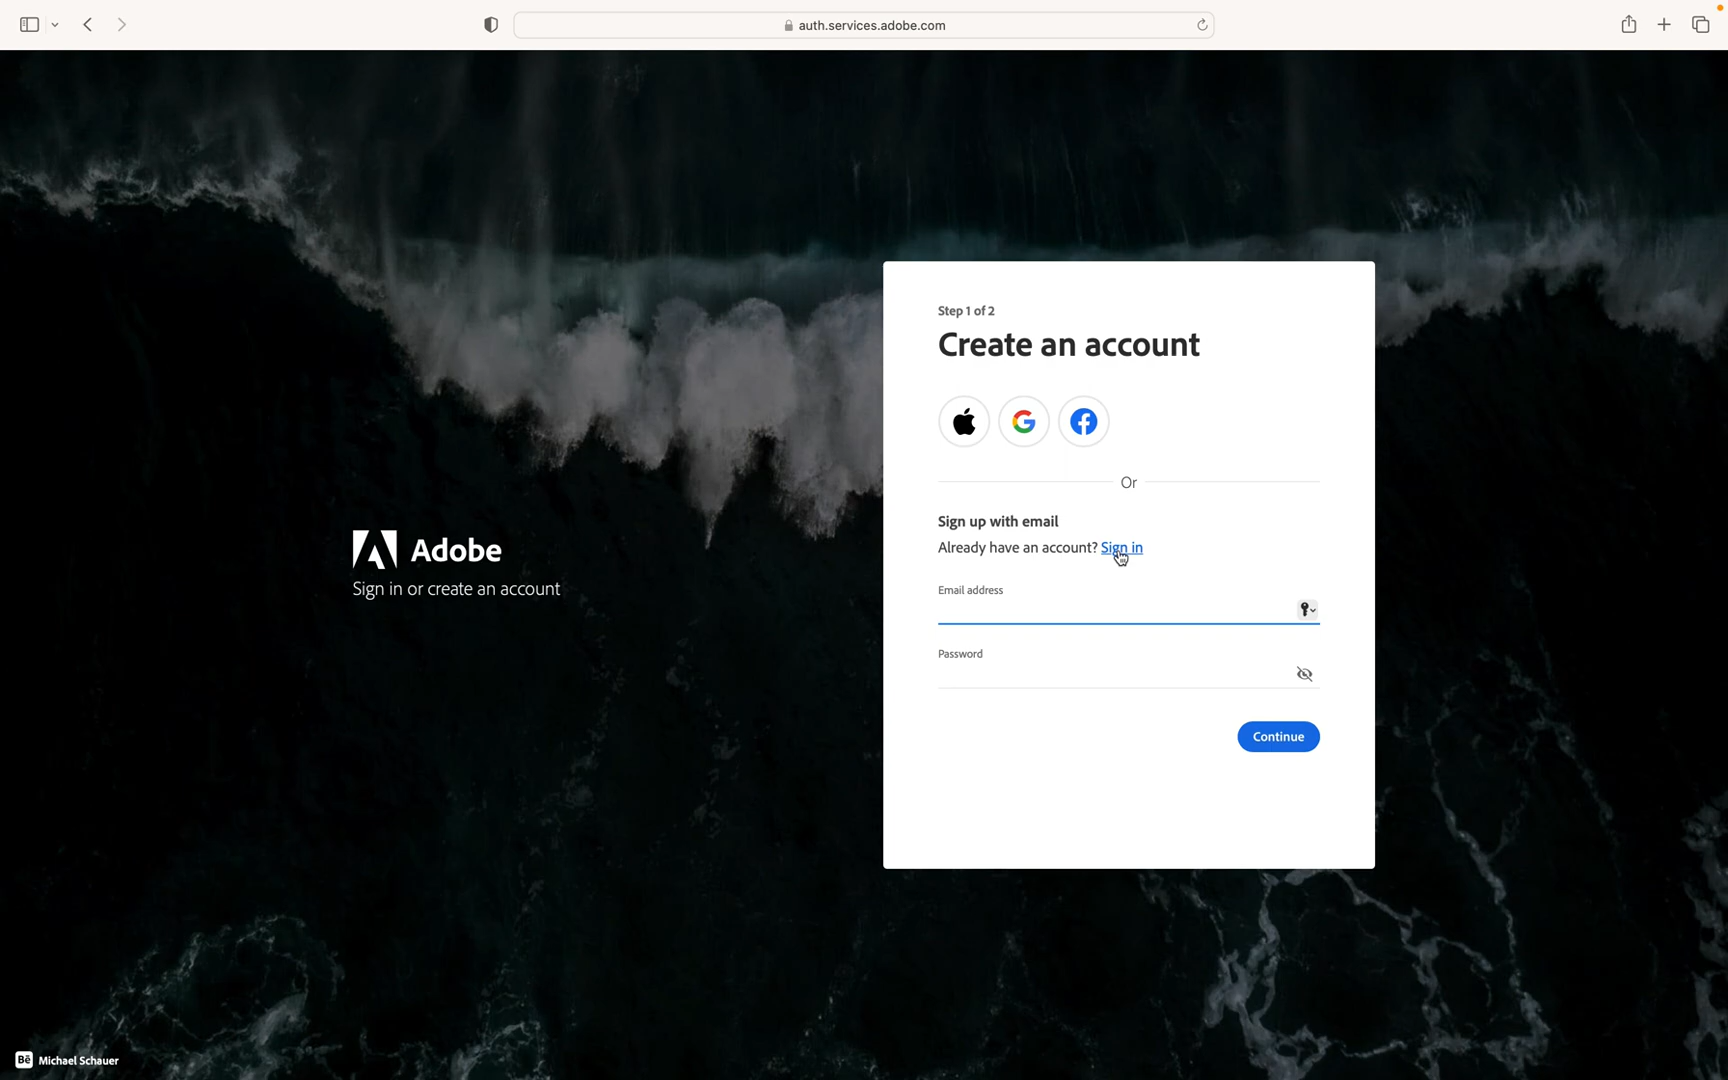 auth.services.adobe.com
Step 1 of 2
Create an account
Or
Sign up with email
Already have an account? Sign in
Email address
Password
Continue
Adobe
Sign in or create an account
Bē Michael Schauer